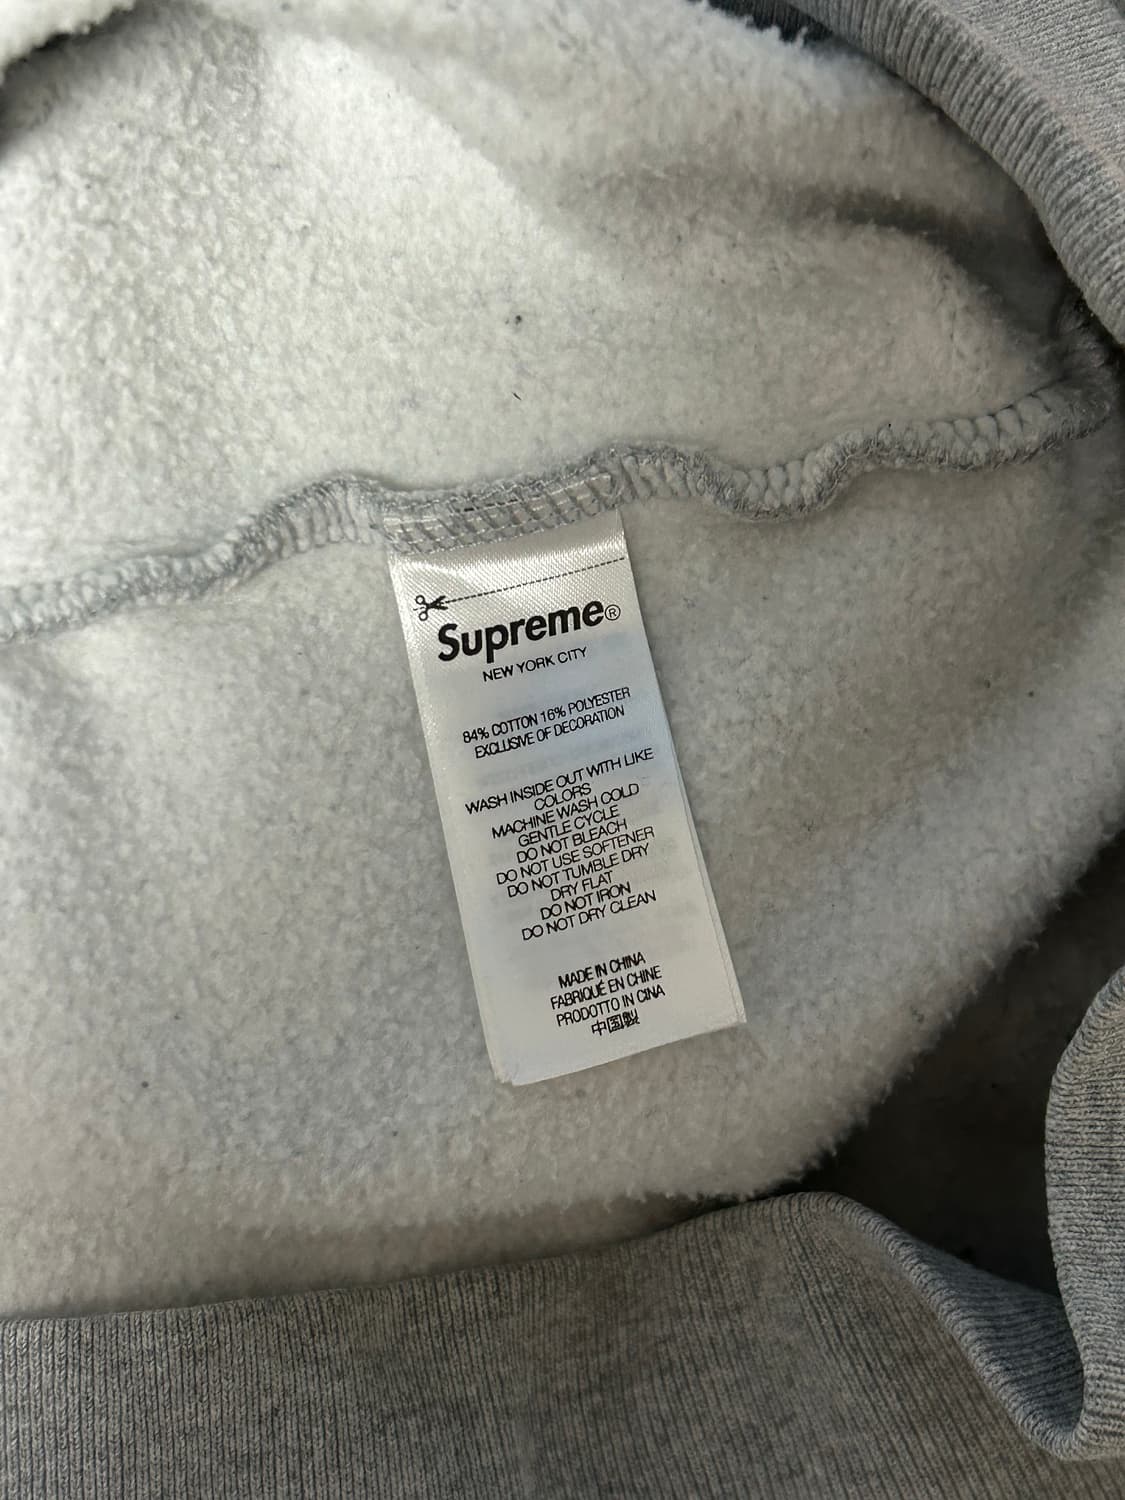 Supreme®
NEW YORK CITY
84% COTTON 16% POLYESTER
EXCLUSIVE OF DECORATION
WASH INSIDE OUT WITH LIKE
COLORS
MACHINE WASH COLD
GENTLE CYCLE
DO NOT BLEACH
DO NOT USE SOFTENER
DO NOT TUMBLE DRY
DRY FLAT
DO NOT IRON
DO NOT DRY CLEAN
MADE IN CHINA
FABRIQUÉ EN CHINE
PRODOTTO IN CINA
中国製